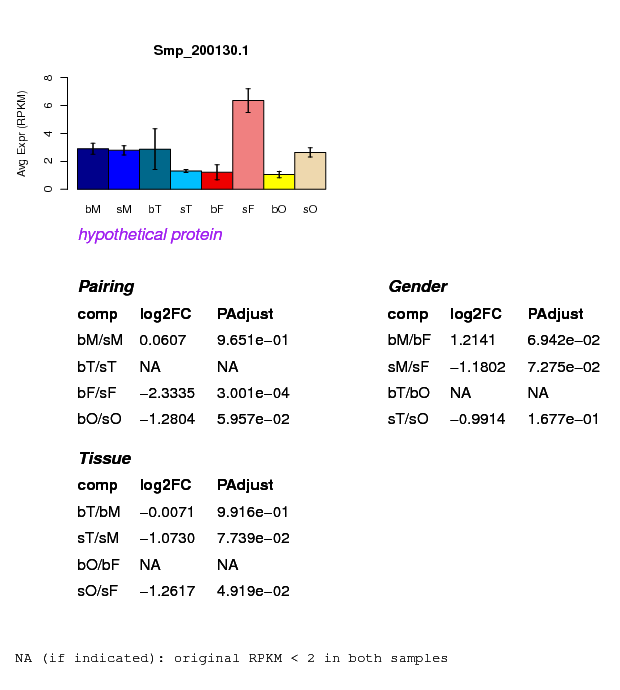 Smp_200130.1
Avg Expr (RPKM)
8
6
4
2
0
bM sM bT sT bF sF bO sO
hypothetical protein
Pairing
comp log2FC PAdjust
bM/sM 0.0607 9.651e−01
bT/sT NA NA
bF/sF −2.3335 3.001e−04
bO/sO −1.2804 5.957e−02
Gender
comp log2FC PAdjust
bM/bF 1.2141 6.942e−02
sM/sF −1.1802 7.275e−02
bT/bO NA NA
sT/sO −0.9914 1.677e−01
Tissue
comp log2FC PAdjust
bT/bM −0.0071 9.916e−01
sT/sM −1.0730 7.739e−02
bO/bF NA NA
sO/sF −1.2617 4.919e−02
NA (if indicated): original RPKM < 2 in both samples